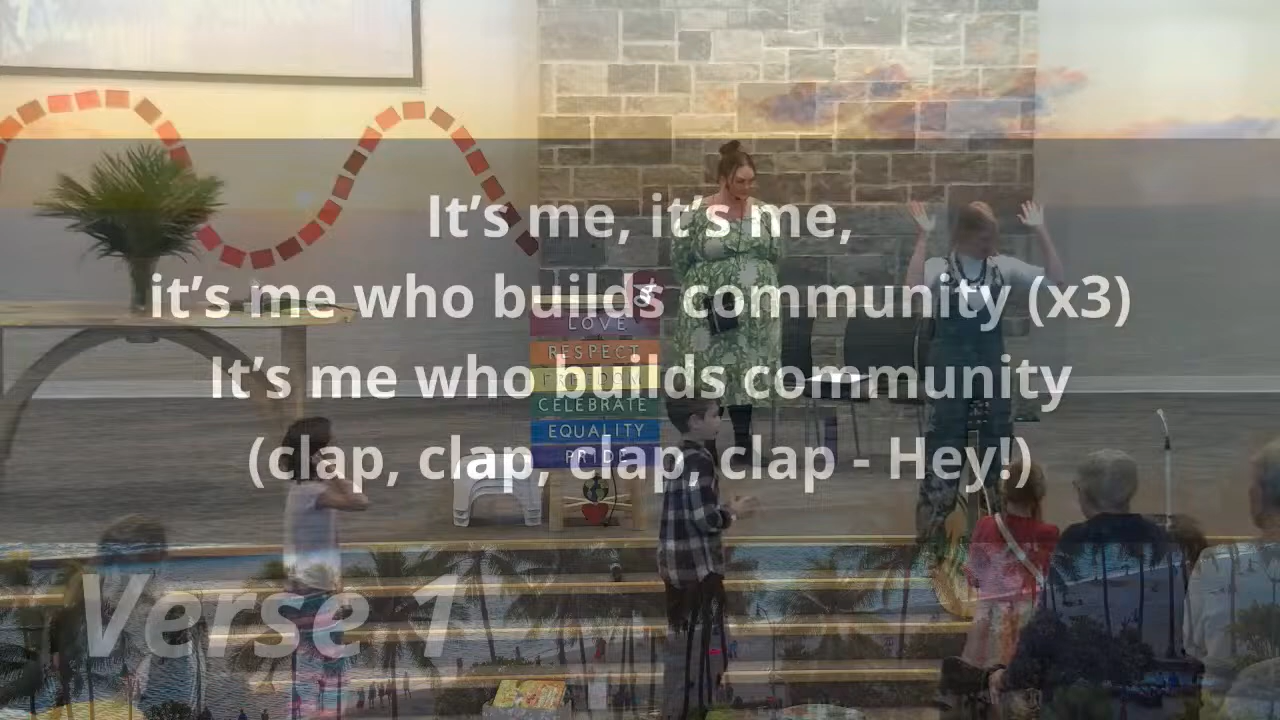 It’s me, it’s me,
it’s me who builds community (x3)
It’s me who builds community
(clap, clap, clap, clap - Hey!)
LOVE
RESPECT
FREEDOM
CELEBRATE
EQUALITY
PRIDE
Verse 1